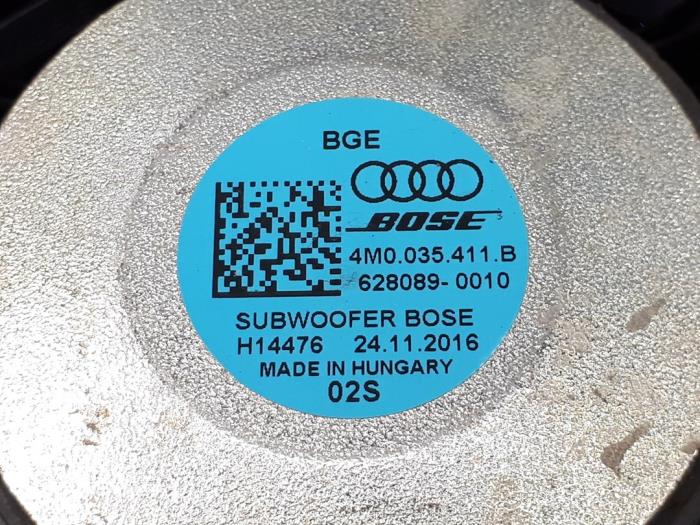 BGE
BOSE
4M0.035.411.B
628089-0010
SUBWOOFER BOSE
H14476 24.11.2016
MADE IN HUNGARY
02S